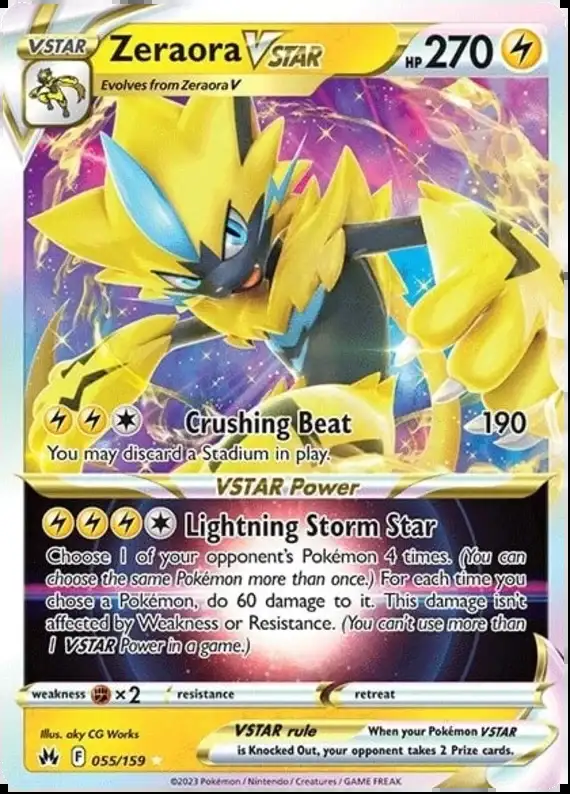 VSTAR Zeraora VSTAR HP 270
Evolves from Zeraora V
Crushing Beat 190
You may discard a Stadium in play.
VSTAR Power
Lightning Storm Star
Choose 1 of your opponent's Pokémon 4 times. (You can
choose the same Pokémon more than once.) For each time you
chose a Pokémon, do 60 damage to it. This damage isn't
affected by Weakness or Resistance. (You can't use more than
1 VSTAR Power in a game.)
weakness ×2 resistance retreat
Illus. aky CG Works
VSTAR rule When your Pokémon VSTAR
is Knocked Out, your opponent takes 2 Prize cards.
F 055/159
©2023 Pokémon / Nintendo / Creatures / GAME FREAK